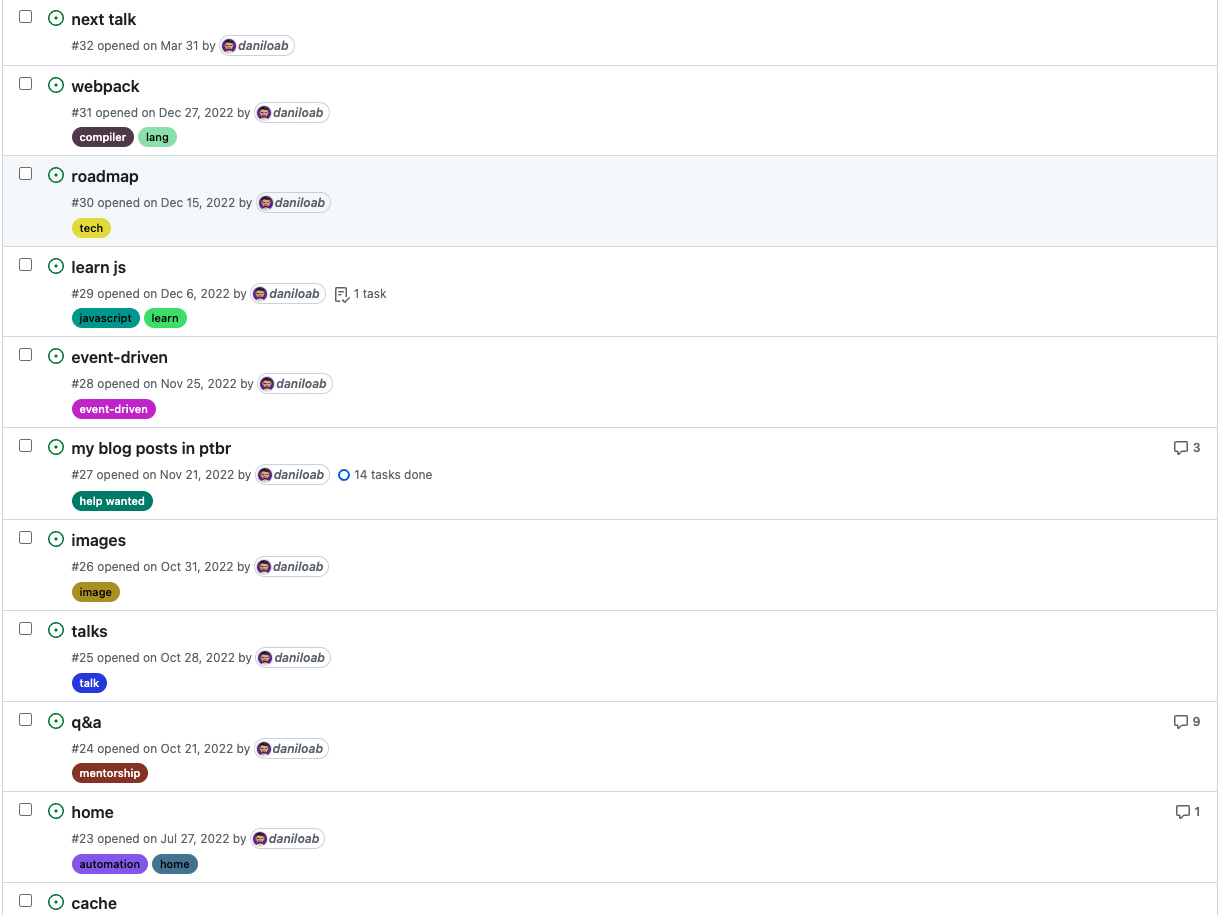 next talk
#32 opened on Mar 31 by daniloab
webpack
#31 opened on Dec 27, 2022 by daniloab
compiler lang
roadmap
#30 opened on Dec 15, 2022 by daniloab
tech
learn js
#29 opened on Dec 6, 2022 by daniloab 1 task
javascript learn
event-driven
#28 opened on Nov 25, 2022 by daniloab
event-driven
my blog posts in ptbr 3
#27 opened on Nov 21, 2022 by daniloab 14 tasks done
help wanted
images
#26 opened on Oct 31, 2022 by daniloab
image
talks
#25 opened on Oct 28, 2022 by daniloab
talk
q&a 9
#24 opened on Oct 21, 2022 by daniloab
mentorship
home 1
#23 opened on Jul 27, 2022 by daniloab
automation home
cache